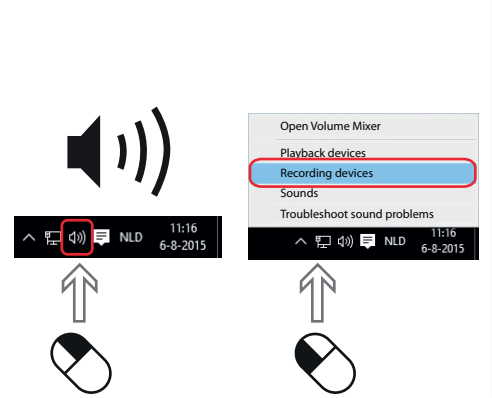 NLD
11:16
6-8-2015
Open Volume Mixer
Playback devices
Recording devices
Sounds
Troubleshoot sound problems
NLD
11:16
6-8-2015